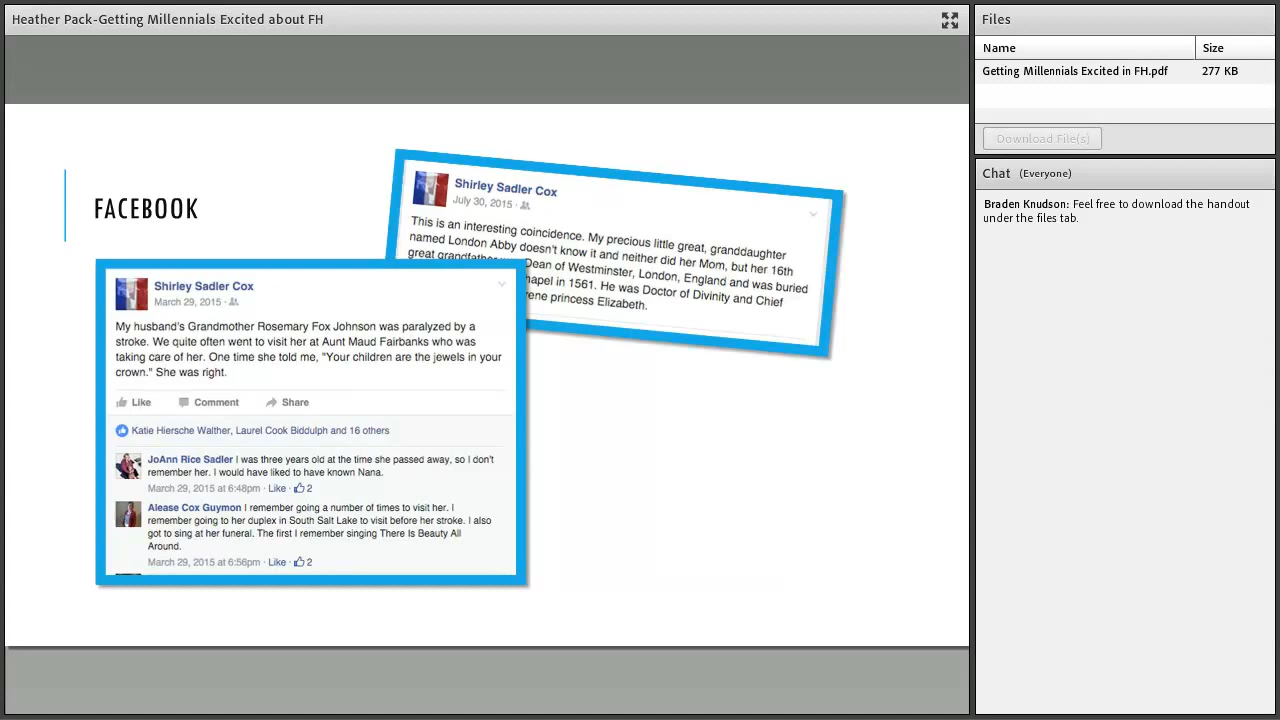 Heather Pack-Getting Millennials Excited about FH
FACEBOOK
Shirley Sadler Cox
July 30, 2015
This is an interesting coincidence. My precious little great, granddaughter
named London Abby doesn't know it and neither did her Mom, but her 16th
great grandfather Dean of Westminster, London, England and was buried
hapel in 1561. He was Doctor of Divinity and Chief
rene princess Elizabeth.
Shirley Sadler Cox
March 29, 2015
My husband's Grandmother Rosemary Fox Johnson was paralyzed by a
stroke. We quite often went to visit her at Aunt Maud Fairbanks who was
taking care of her. One time she told me, "Your children are the jewels in your
crown." She was right.
Like Comment Share
Katie Hiersche Walther, Laurel Cook Biddulph and 16 others
JoAnn Rice Sadler I was three years old at the time she passed away, so I don't
remember her. I would have liked to have known Nana.
March 29, 2015 at 6:48pm · Like · 2
Alease Cox Guymon I remember going a number of times to visit her. I
remember going to her duplex in South Salt Lake to visit before her stroke. I also
got to sing at her funeral. The first I remember singing There Is Beauty All
Around.
March 29, 2015 at 6:56pm · Like · 2
Files
Name Size
Getting Millennials Excited in FH.pdf 277 KB
Download File(s)
Chat (Everyone)
Braden Knudson: Feel free to download the handout
under the files tab.